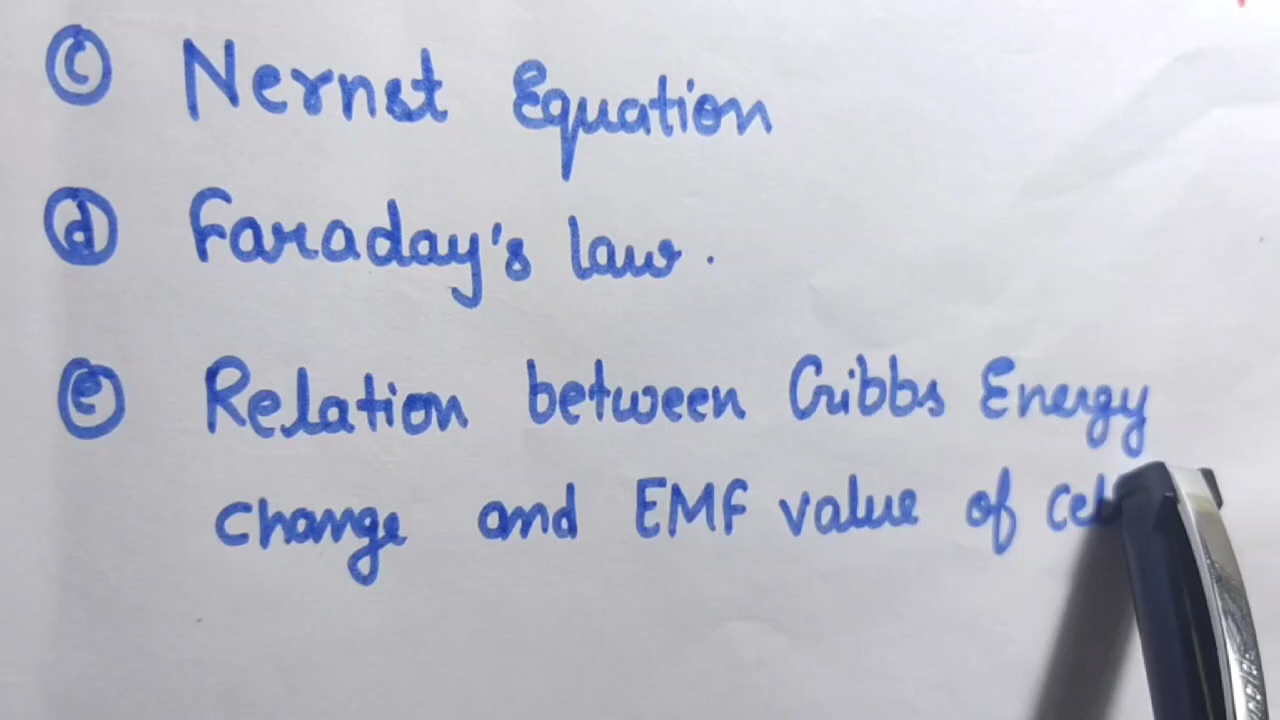 (c) Nernst Equation
(d) Faraday's law.
(e) Relation between Gibbs Energy
change and EMF value of